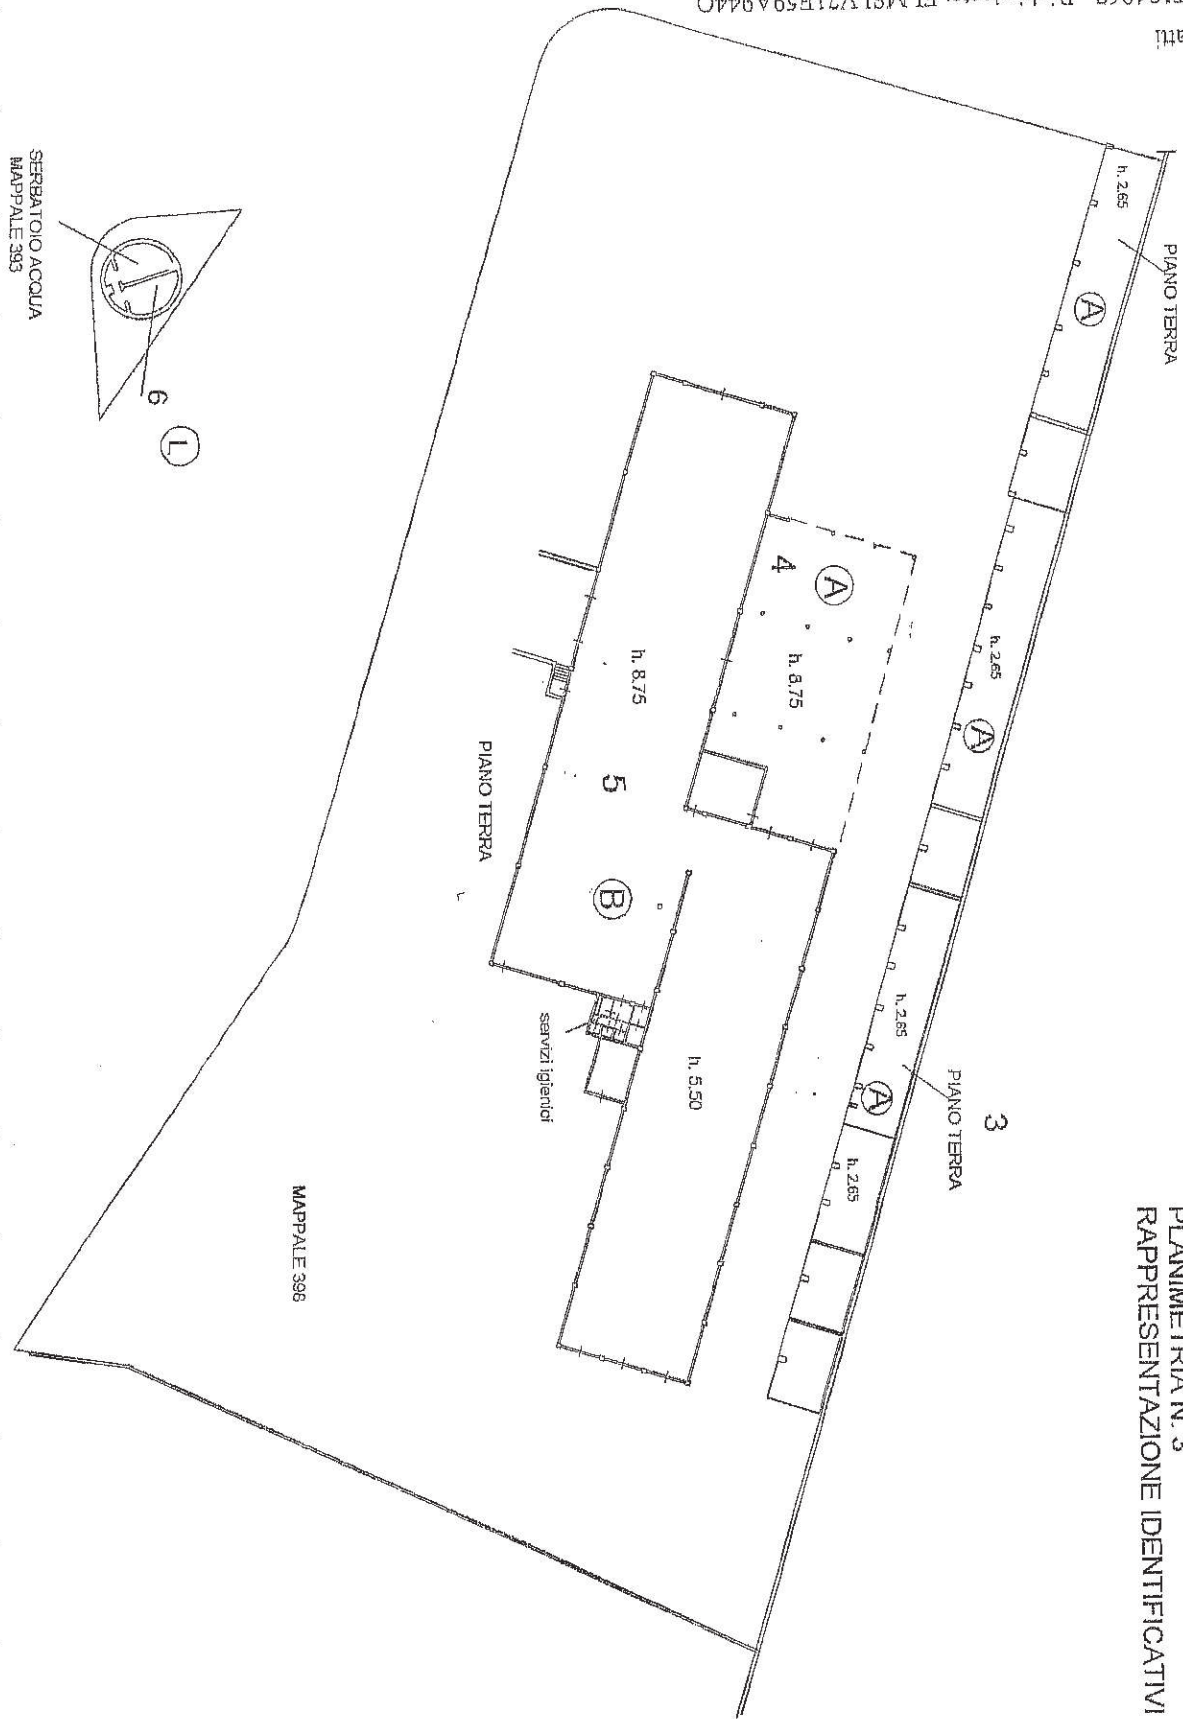 PLANIMETRIA N. 3
RAPPRESENTAZIONE IDENTIFICATIVI
PIANO TERRA
h. 2.65
A
h. 2.65
A
3
PIANO TERRA
h. 2.65
A
h. 2.65
A
4
h. 8.75
h. 8.75
5
B
PIANO TERRA
h. 5.50
servizi igienici
MAPPALE 396
6
L
SERBATOIO ACQUA
MAPPALE 393
atti